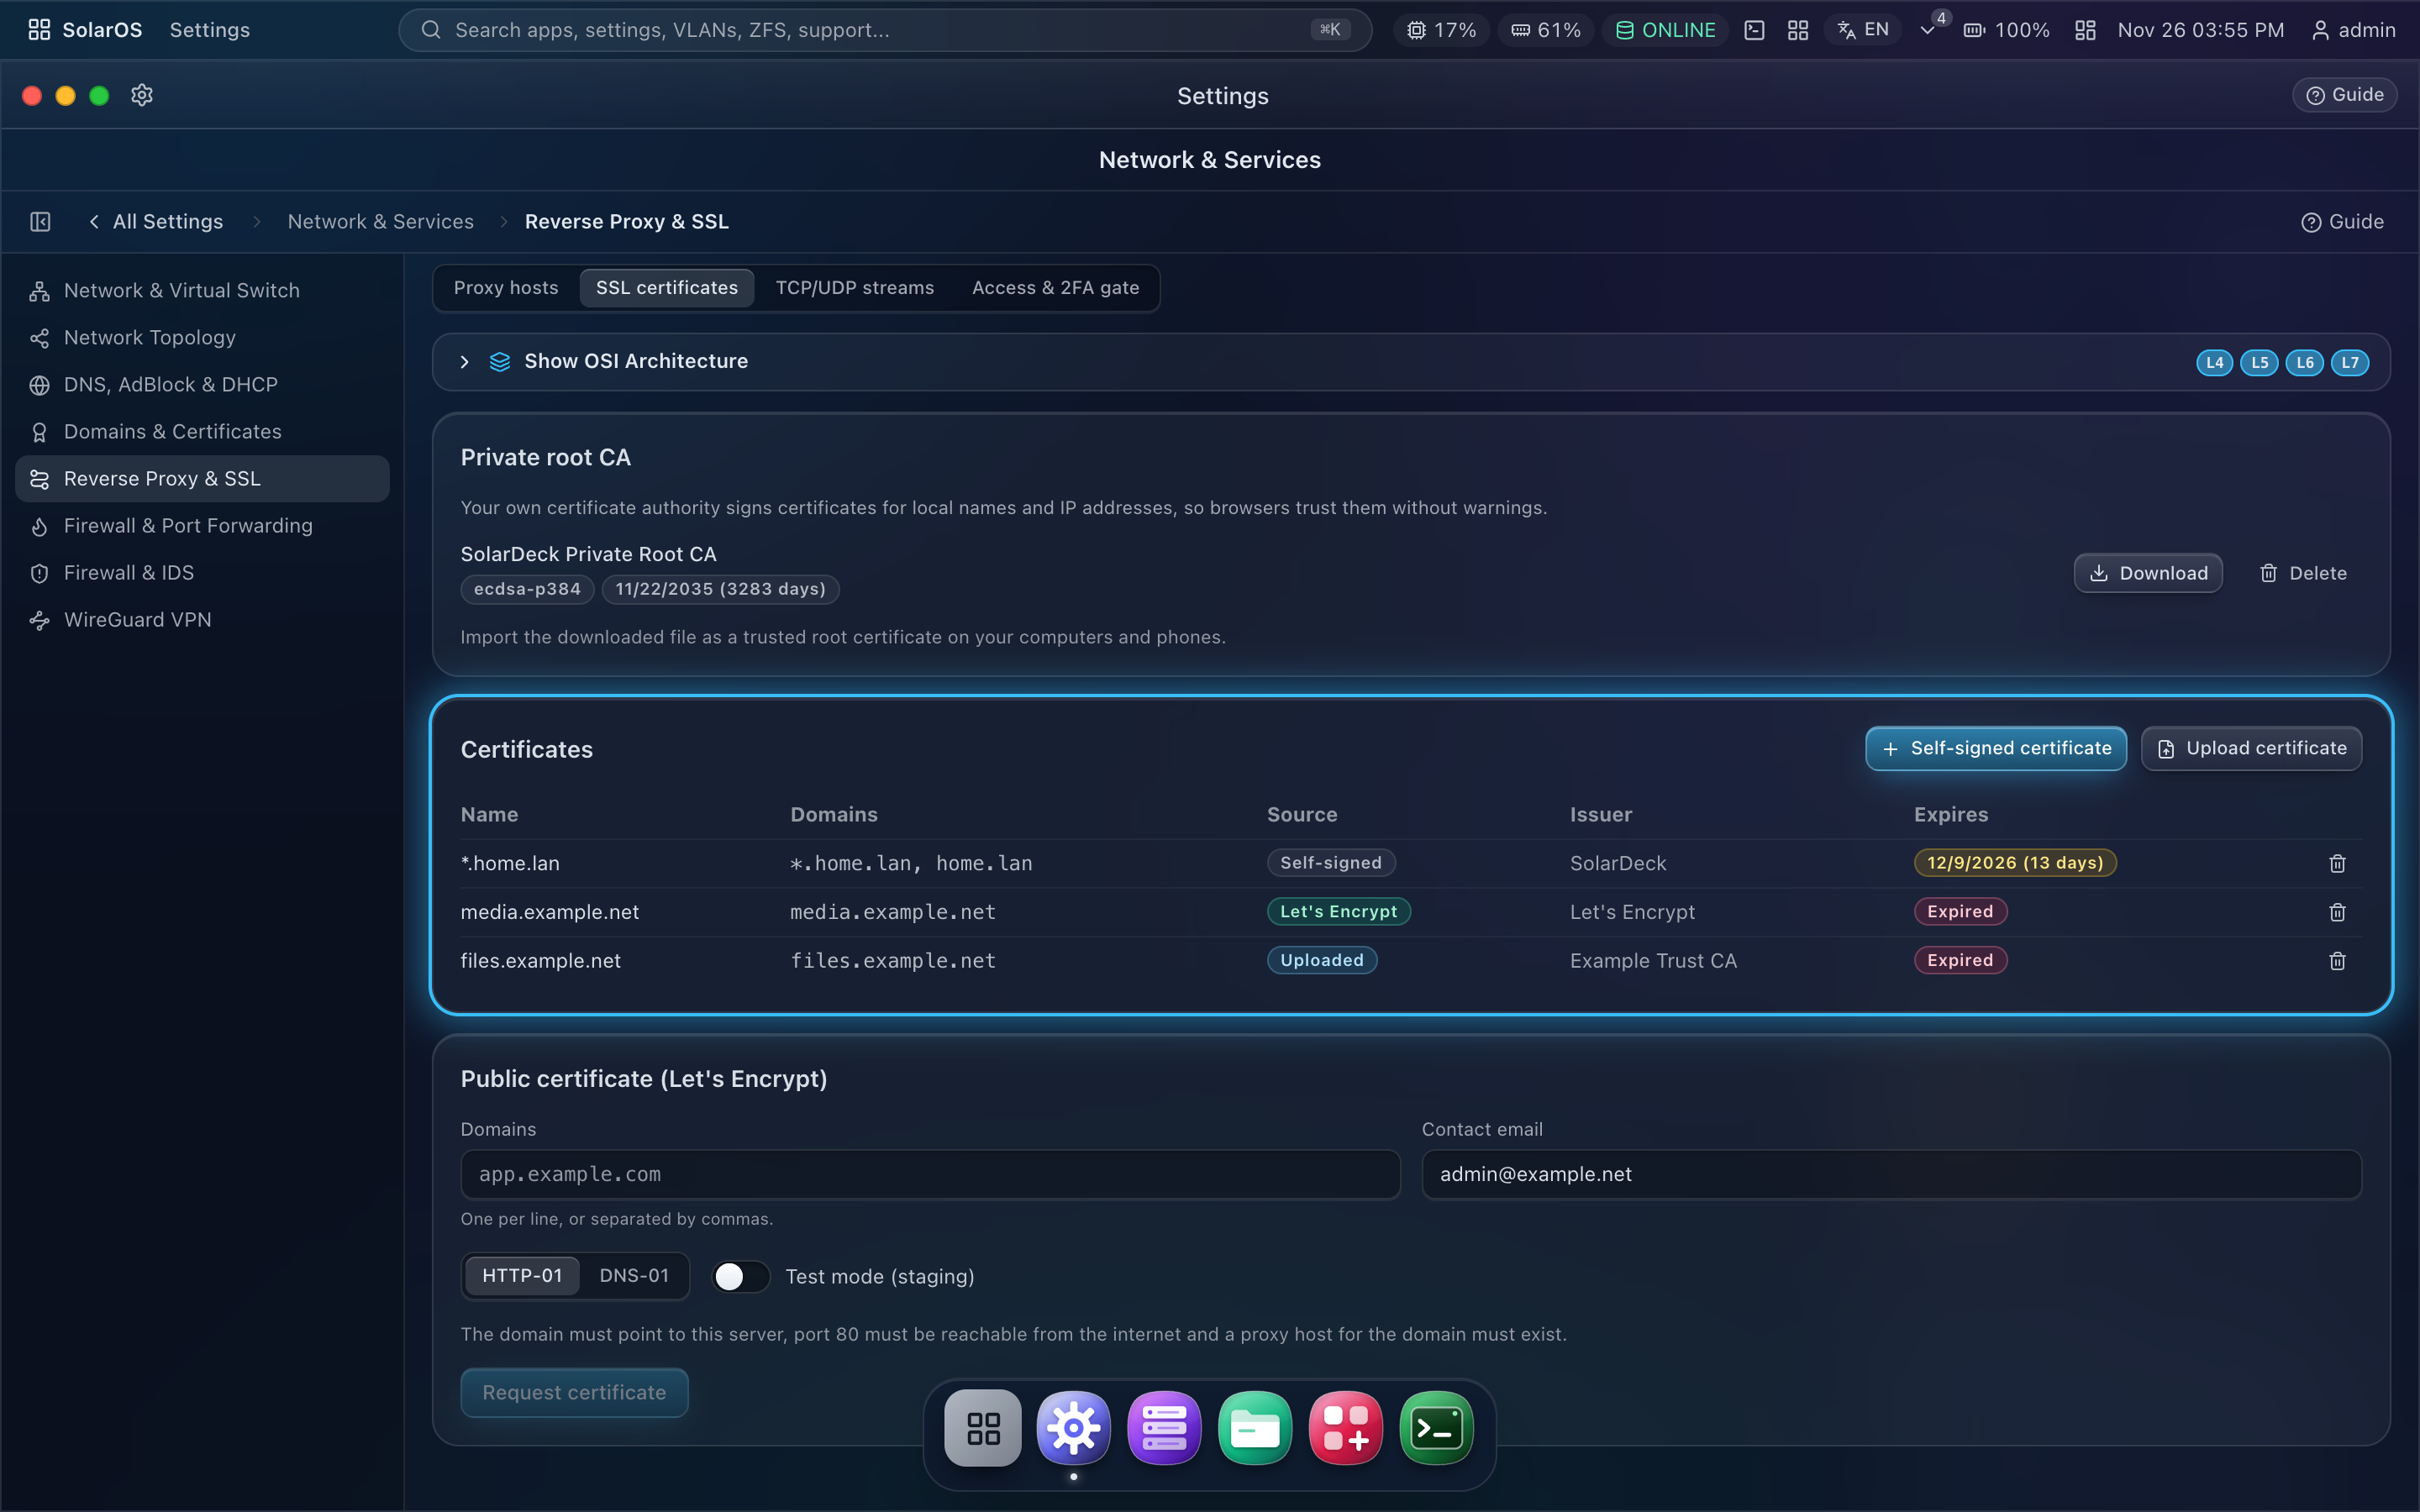 SolarOS Settings Search apps, settings, VLANs, ZFS, support... ⌘K 17% 61% ONLINE EN 4 100% Nov 26 03:55 PM admin
Settings Guide
Network & Services
All Settings Network & Services Reverse Proxy & SSL Guide
Network & Virtual Switch
Network Topology
DNS, AdBlock & DHCP
Domains & Certificates
Reverse Proxy & SSL
Firewall & Port Forwarding
Firewall & IDS
WireGuard VPN
Proxy hosts SSL certificates TCP/UDP streams Access & 2FA gate
Show OSI Architecture L4 L5 L6 L7
Private root CA
Your own certificate authority signs certificates for local names and IP addresses, so browsers trust them without warnings.
SolarDeck Private Root CA
ecdsa-p384 11/22/2035 (3283 days)
Download Delete
Import the downloaded file as a trusted root certificate on your computers and phones.
Certificates + Self-signed certificate Upload certificate
Name Domains Source Issuer Expires
*.home.lan *.home.lan, home.lan Self-signed SolarDeck 12/9/2026 (13 days)
media.example.net media.example.net Let's Encrypt Let's Encrypt Expired
files.example.net files.example.net Uploaded Example Trust CA Expired
Public certificate (Let's Encrypt)
Domains Contact email
app.example.com admin@example.net
One per line, or separated by commas.
HTTP-01 DNS-01 Test mode (staging)
The domain must point to this server, port 80 must be reachable from the internet and a proxy host for the domain must exist.
Request certificate